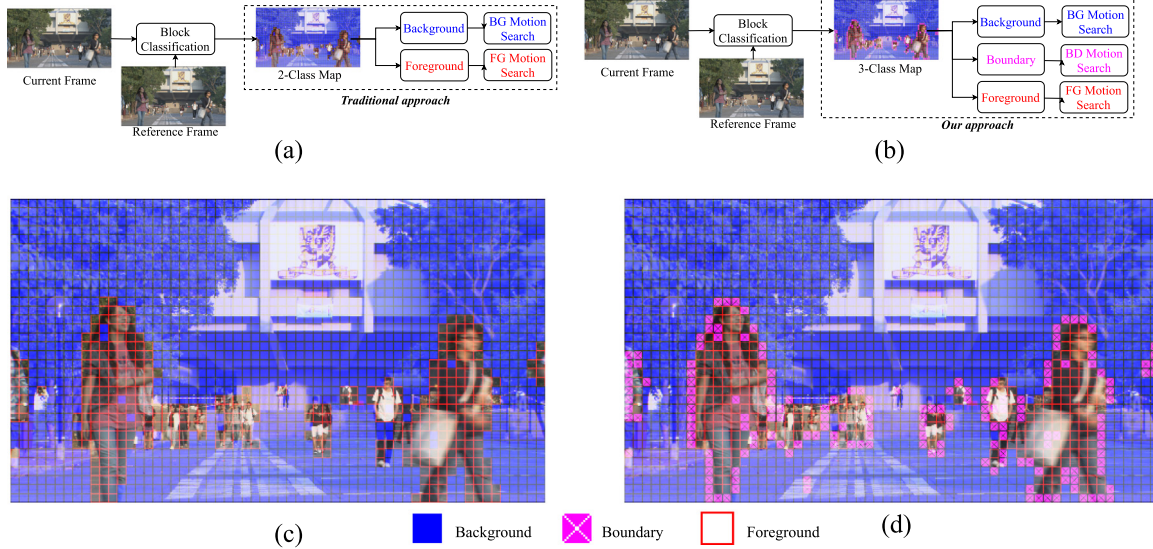 Current Frame
Block
Classification
Reference Frame
2-Class Map
Background
BG Motion
Search
Foreground
FG Motion
Search
Traditional approach
(a)
Current Frame
Block
Classification
Reference Frame
3-Class Map
Background
BG Motion
Search
Boundary
BD Motion
Search
Foreground
FG Motion
Search
Our approach
(b)
(c)
(d)
Background
Boundary
Foreground